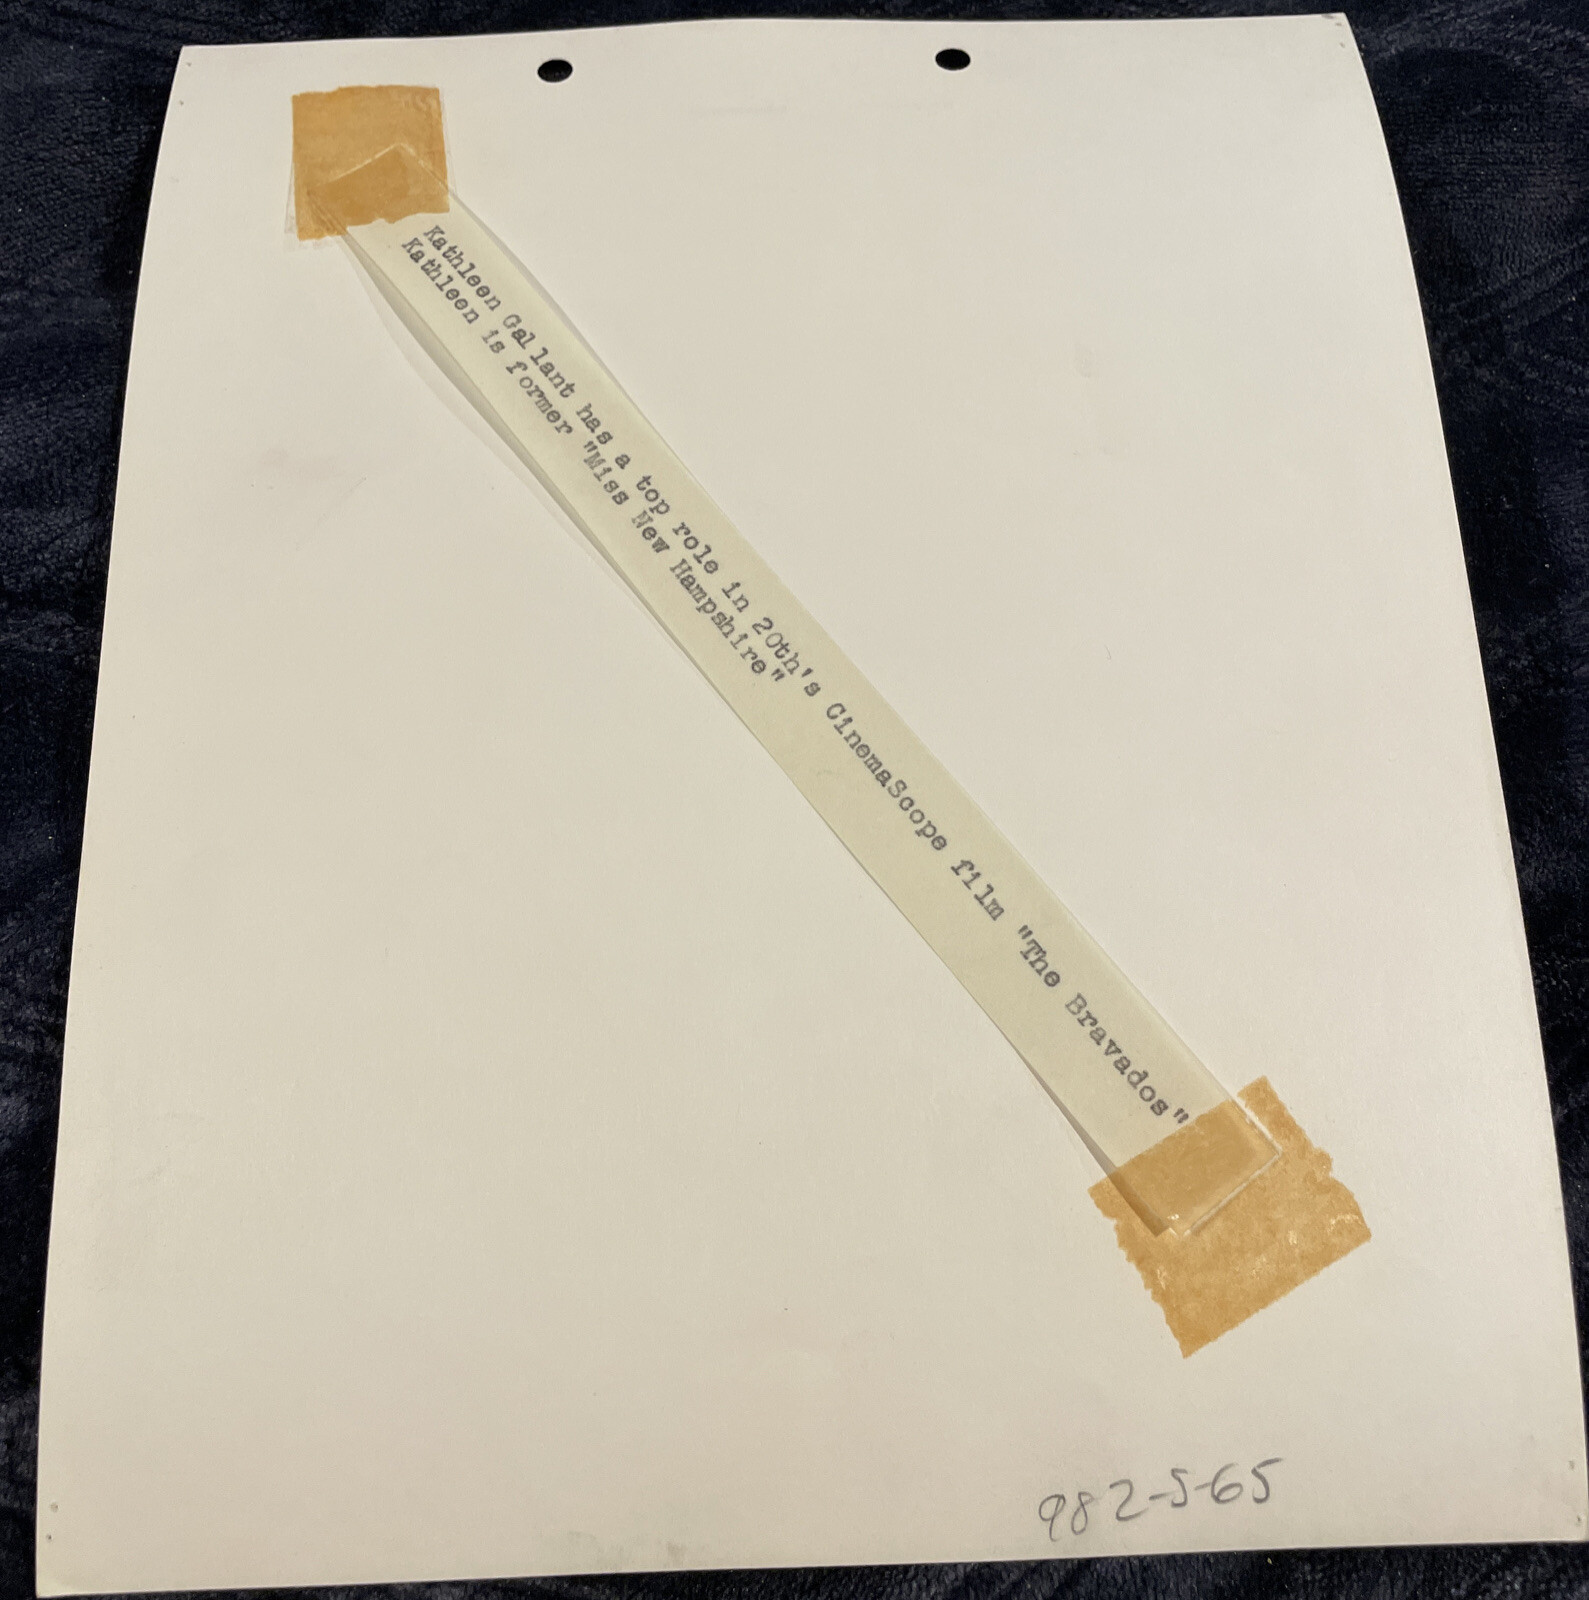 Kathleen Gallant has a top role in 20th's CinemaScope film "The Bravados"
Kathleen is former "Miss New Hampshire"
982-5-65